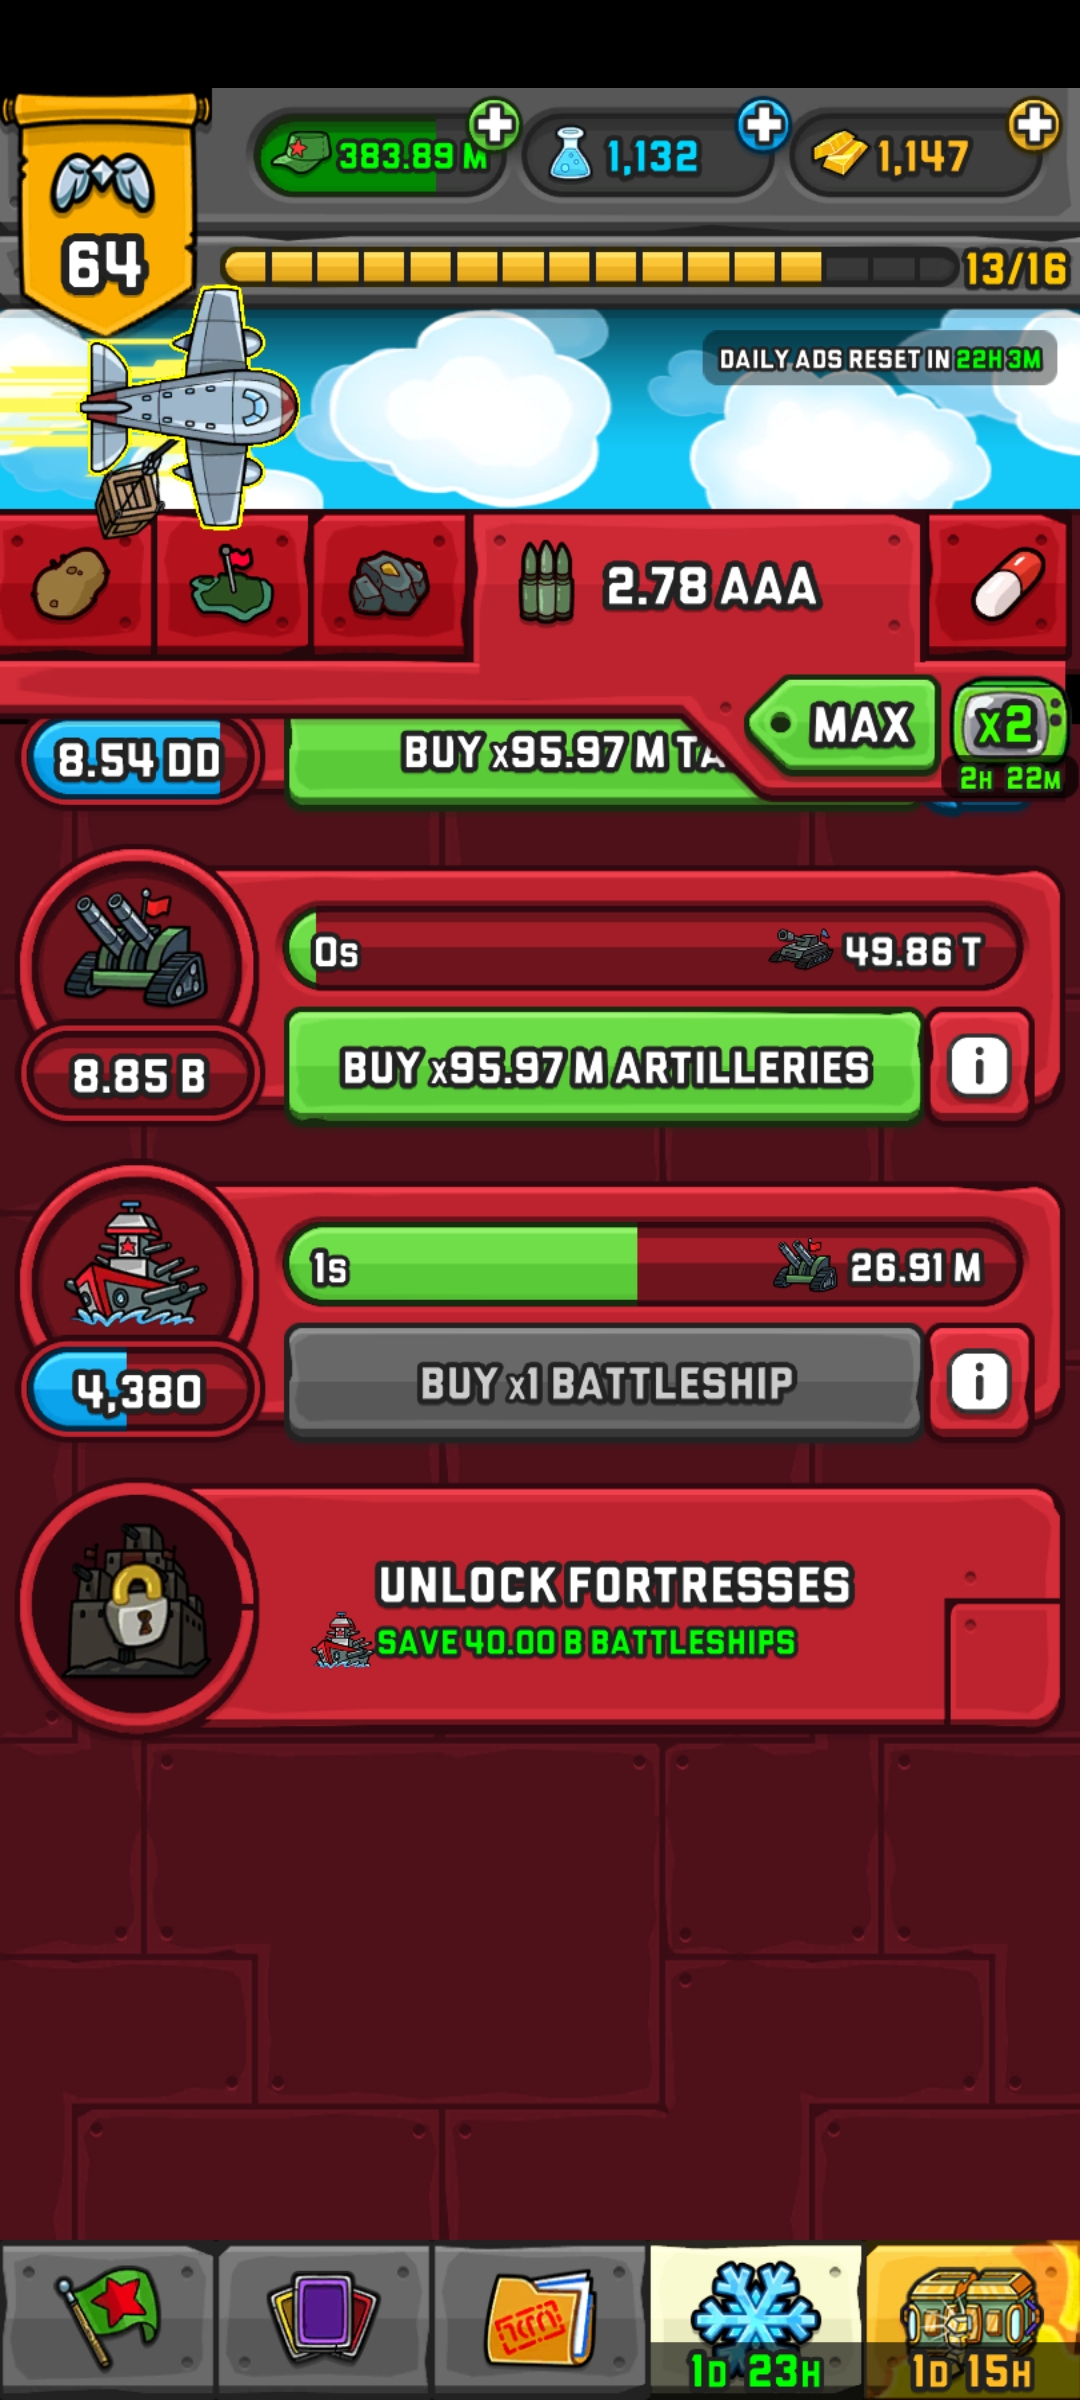 383.89 M
1,132
1,147
64
13/16
DAILY ADS RESET IN 22H 3M
2.78 AAA
MAX
x2
2H 22M
8.54 DD
BUY x95.97 M TA
0s
49.86 T
8.85 B
BUY x95.97 M ARTILLERIES
i
1s
26.91 M
4,380
BUY x1 BATTLESHIP
i
UNLOCK FORTRESSES
SAVE 40.00 B BATTLESHIPS
1D 23H
1D 15H